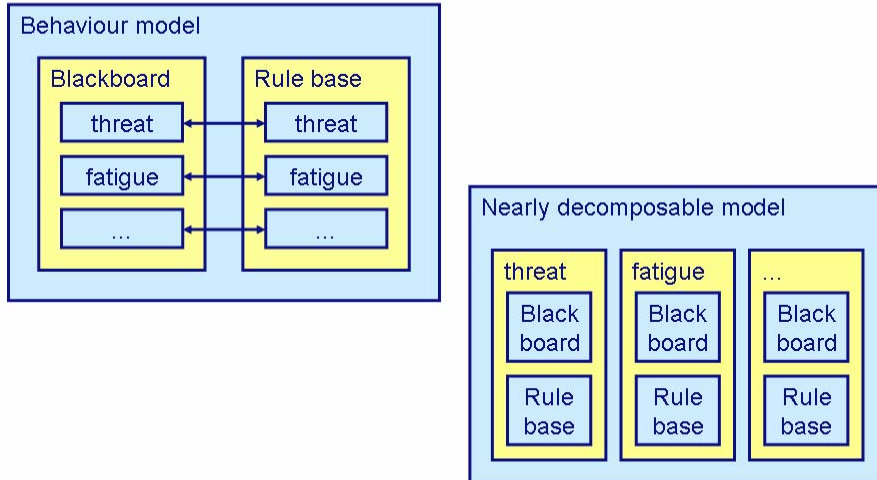 Behaviour model
Blackboard
Rule base
threat
threat
fatigue
fatigue
...
...
Nearly decomposable model
threat
fatigue
...
Black
board
Black
board
Black
board
Rule
base
Rule
base
Rule
base